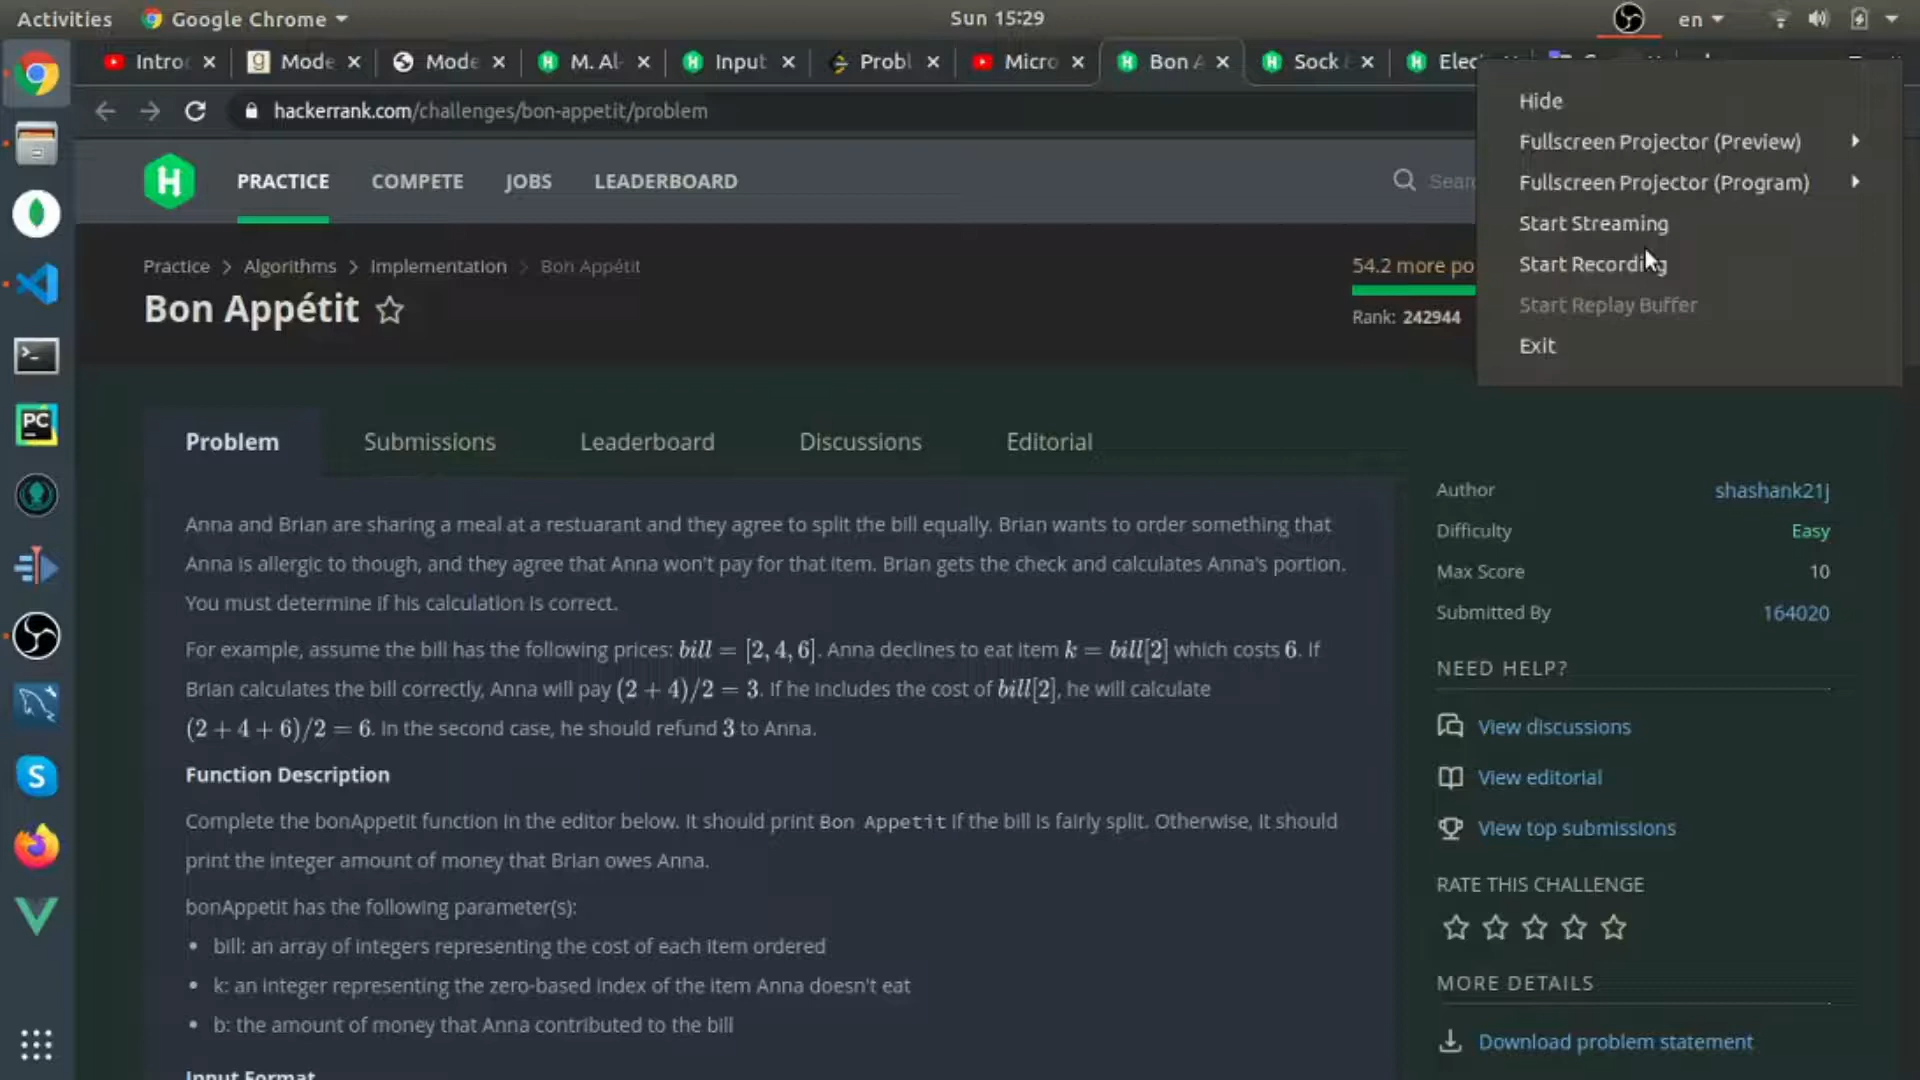 Activities Google Chrome Sun 15:29 en
Intro Mode Mode M. Al- Input Probl Micro Bon A Sock Elec
hackerrank.com/challenges/bon-appetit/problem
PRACTICE COMPETE JOBS LEADERBOARD
Hide
Fullscreen Projector (Preview)
Fullscreen Projector (Program)
Start Streaming
Start Recording
Start Replay Buffer
Exit
Practice > Algorithms > Implementation > Bon Appétit
Bon Appétit
54.2 more po
Rank: 242944
Problem Submissions Leaderboard Discussions Editorial
Anna and Brian are sharing a meal at a restuarant and they agree to split the bill equally. Brian wants to order something that
Anna is allergic to though, and they agree that Anna won't pay for that item. Brian gets the check and calculates Anna's portion.
You must determine if his calculation is correct.
For example, assume the bill has the following prices: bill = [2, 4, 6]. Anna declines to eat item k = bill[2] which costs 6. If
Brian calculates the bill correctly, Anna will pay (2 + 4)/2 = 3. If he includes the cost of bill[2], he will calculate
(2 + 4 + 6)/2 = 6. In the second case, he should refund 3 to Anna.
Function Description
Complete the bonAppetit function in the editor below. It should print Bon Appetit if the bill is fairly split. Otherwise, it should
print the integer amount of money that Brian owes Anna.
bonAppetit has the following parameter(s):
• bill: an array of integers representing the cost of each item ordered
• k: an integer representing the zero-based index of the item Anna doesn't eat
• b: the amount of money that Anna contributed to the bill
Input Format
Author shashank21j
Difficulty Easy
Max Score 10
Submitted By 164020
NEED HELP?
View discussions
View editorial
View top submissions
RATE THIS CHALLENGE
MORE DETAILS
Download problem statement